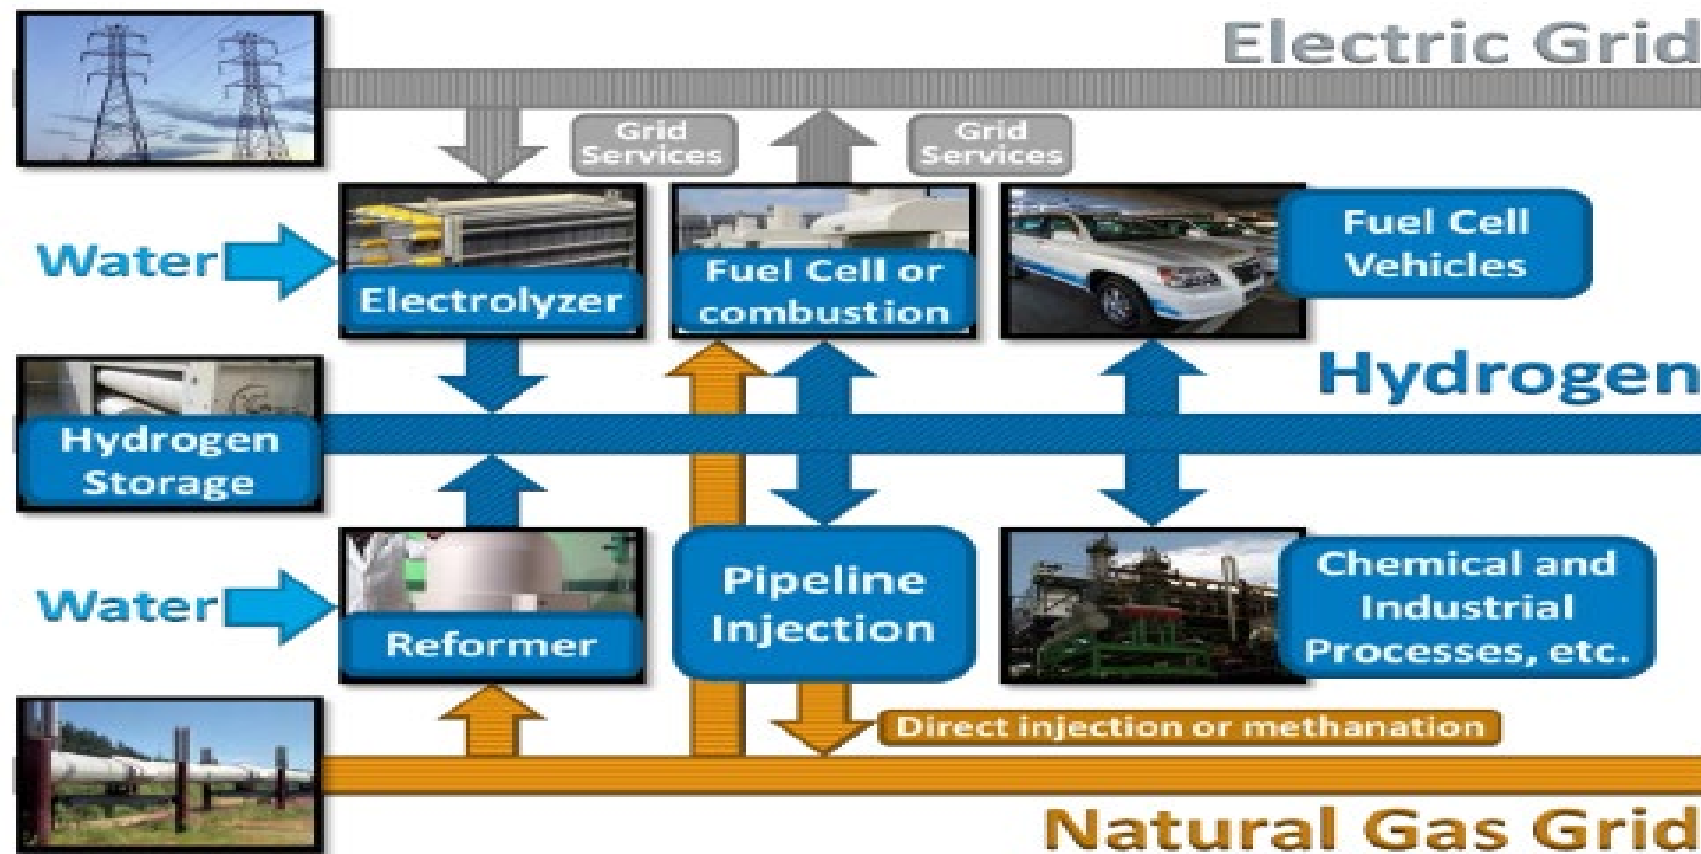 Electric Grid
Grid
Services
Grid
Services
Water
Electrolyzer
Fuel Cell or
combustion
Fuel Cell
Vehicles
Hydrogen
Hydrogen
Storage
Water
Reformer
Pipeline
Injection
Chemical and
Industrial
Processes, etc.
Direct injection or methanation
Natural Gas Grid